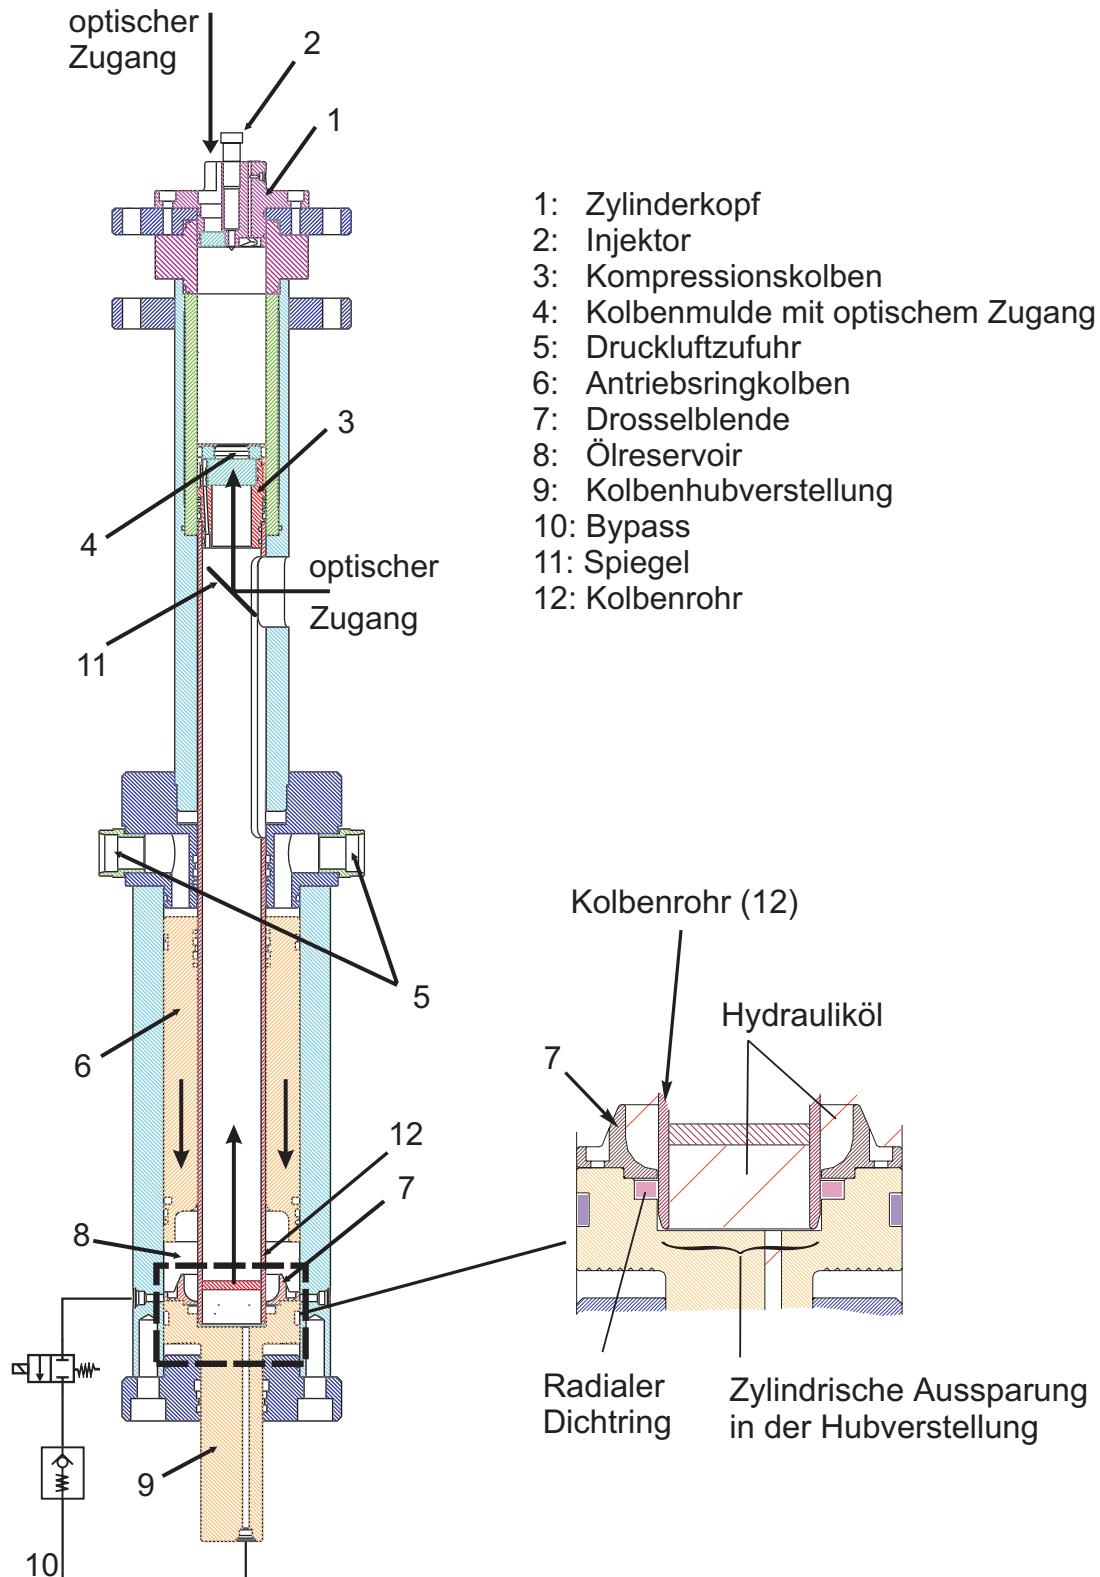 optischer
Zugang
2
1
1: Zylinderkopf
2: Injektor
3: Kompressionskolben
4: Kolbenmulde mit optischem Zugang
5: Druckluftzufuhr
6: Antriebsringkolben
7: Drosselblende
8: Ölreservoir
9: Kolbenhubverstellung
10: Bypass
11: Spiegel
12: Kolbenrohr
3
4
optischer
Zugang
11
5
6
12
7
8
9
10
Kolbenrohr (12)
Hydrauliköl
7
Radialer
Dichtring
Zylindrische Aussparung
in der Hubverstellung